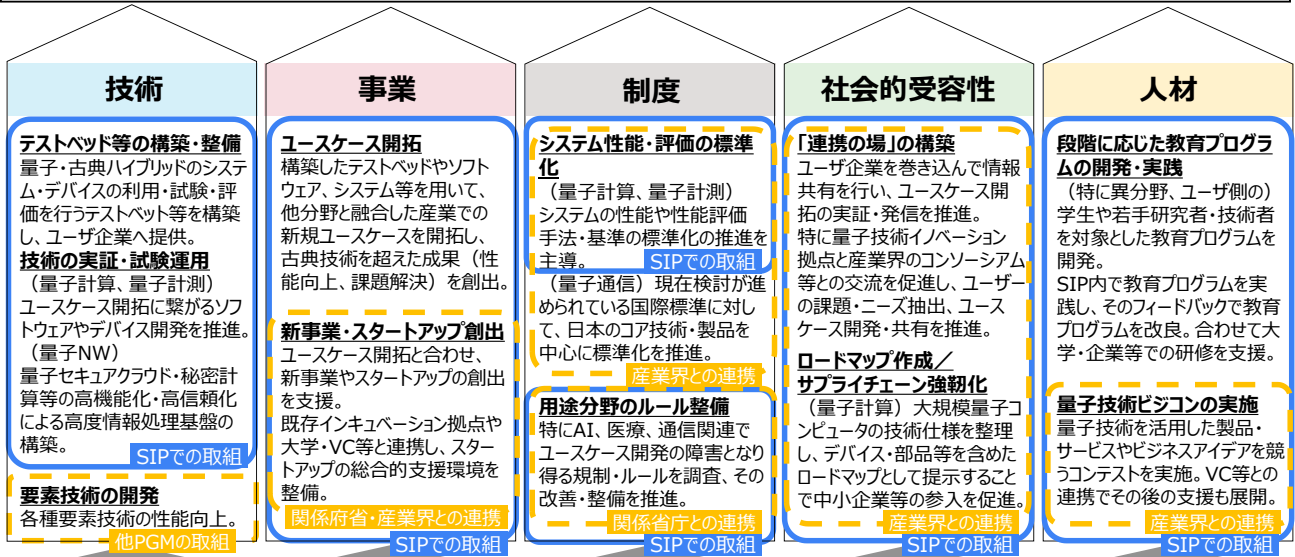 技術
テストベッド等の構築・整備
量子・古典ハイブリッドのシステ
ム・デバイスの利用・試験・評
価を行うテストベット等を構築
し、ユーザ企業へ提供。
技術の実証・試験運用
（量子計算、量子計測）
ユースケース開拓に繋がるソフ
トウェアやデバイス開発を推進。
（量子NW）
量子セキュアクラウド・秘密計
算等の高機能化・高信頼化
による高度情報処理基盤の
構築。
SIPでの取組
要素技術の開発
各種要素技術の性能向上。
他PGMの取組
事業
ユースケース開拓
構築したテストベッドやソフト
ウェア、システム等を用いて、
他分野と融合した産業での
新規ユースケースを開拓し、
古典技術を超えた成果（性
能向上、課題解決）を創出。
新事業・スタートアップ創出
ユースケース開拓と合わせ、
新事業やスタートアップの創出
を支援。
既存インキュベーション拠点や
大学・VC等と連携し、スター
トアップの総合的支援環境を
整備。
関係府省・産業界との連携
SIPでの取組
制度
システム性能・評価の標準
化
（量子計算、量子計測）
システムの性能や性能評価
手法・基準の標準化の推進を
主導。
SIPでの取組
（量子通信）現在検討が進
められている国際標準に対し
て、日本のコア技術・製品を
中心に標準化を推進。
産業界との連携
用途分野のルール整備
特にAI、医療、通信関連で
ユースケース開発の障害となり
得る規制・ルールを調査、その
改善・整備を推進。
関係省庁との連携
SIPでの取組
社会的受容性
「連携の場」の構築
ユーザ企業を巻き込んで情報
共有を行い、ユースケース開
拓の実証・発信を推進。
特に量子技術イノベーション
拠点と産業界のコンソーシアム
等との交流を促進し、ユーザー
の課題・ニーズ抽出、ユース
ケース開発・共有を推進。
ロードマップ作成／
サプライチェーン強靭化
（量子計算）大規模量子コ
ンピュータの技術仕様を整理
し、デバイス・部品等を含めた
ロードマップとして提示すること
で中小企業等の参入を促進。
産業界との連携
SIPでの取組
人材
段階に応じた教育プログラ
ムの開発・実践
（特に異分野、ユーザ側の）
学生や若手研究者・技術者
を対象とした教育プログラムを
開発。
SIP内で教育プログラムを実
践し、そのフィードバックで教育
プログラムを改良。合わせて大
学・企業等での研修を支援。
量子技術ビジコンの実施
量子技術を活用した製品・
サービスやビジネスアイデアを競
うコンテストを実施。VC等との
連携でその後の支援も展開。
産業界との連携
SIPでの取組